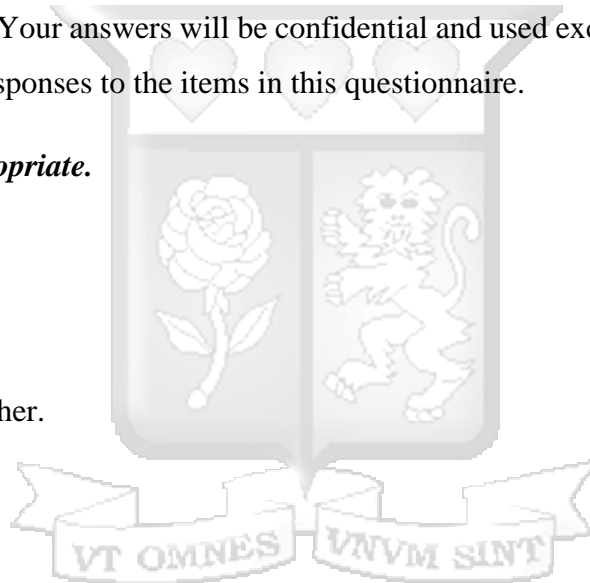 Your answers will be confidential and used exc
sponses to the items in this questionnaire.
opriate.
her.
VT OMNES VNVM SINT